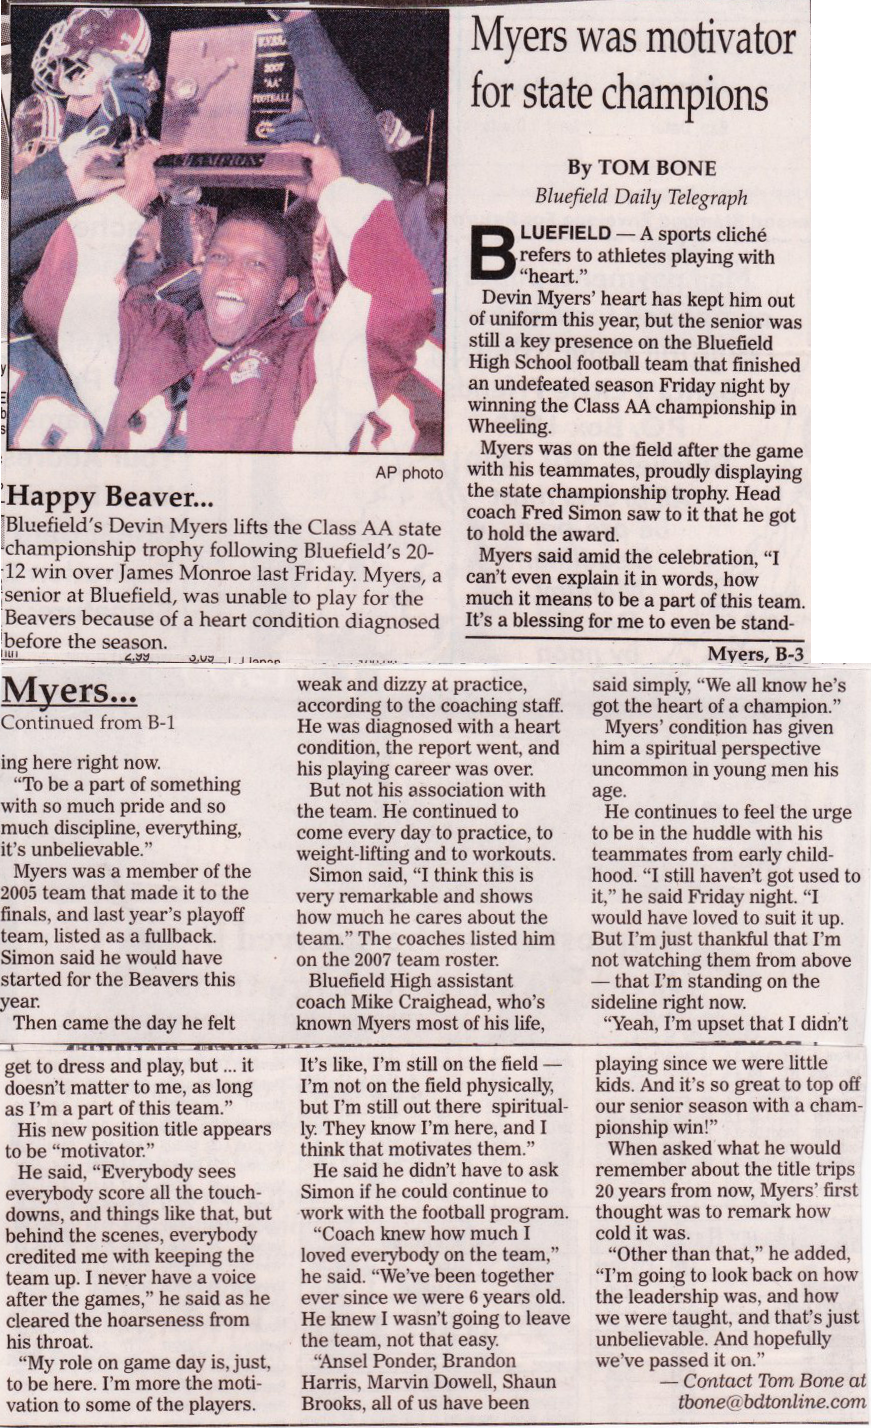 WVSSAC
2007
"AA"
FOOTBALL
CHAMPIONS
AP photo
Happy Beaver...
Bluefield's Devin Myers lifts the Class AA state
championship trophy following Bluefield's 20-
12 win over James Monroe last Friday. Myers, a
senior at Bluefield, was unable to play for the
Beavers because of a heart condition diagnosed
before the season.
Myers was motivator
for state champions
By TOM BONE
Bluefield Daily Telegraph
BLUEFIELD — A sports cliché
refers to athletes playing with
"heart."
Devin Myers' heart has kept him out
of uniform this year, but the senior was
still a key presence on the Bluefield
High School football team that finished
an undefeated season Friday night by
winning the Class AA championship in
Wheeling.
Myers was on the field after the game
with his teammates, proudly displaying
the state championship trophy. Head
coach Fred Simon saw to it that he got
to hold the award.
Myers said amid the celebration, "I
can't even explain it in words, how
much it means to be a part of this team.
It's a blessing for me to even be stand-
Myers, B-3
Myers...
Continued from B-1
ing here right now.
"To be a part of something
with so much pride and so
much discipline, everything,
it's unbelievable."
Myers was a member of the
2005 team that made it to the
finals, and last year's playoff
team, listed as a fullback.
Simon said he would have
started for the Beavers this
year.
Then came the day he felt
weak and dizzy at practice,
according to the coaching staff.
He was diagnosed with a heart
condition, the report went, and
his playing career was over.
But not his association with
the team. He continued to
come every day to practice, to
weight-lifting and to workouts.
Simon said, "I think this is
very remarkable and shows
how much he cares about the
team." The coaches listed him
on the 2007 team roster.
Bluefield High assistant
coach Mike Craighead, who's
known Myers most of his life,
said simply, "We all know he's
got the heart of a champion."
Myers' condition has given
him a spiritual perspective
uncommon in young men his
age.
He continues to feel the urge
to be in the huddle with his
teammates from early child-
hood. "I still haven't got used to
it," he said Friday night. "I
would have loved to suit it up.
But I'm just thankful that I'm
not watching them from above
— that I'm standing on the
sideline right now.
"Yeah, I'm upset that I didn't
get to dress and play, but ... it
doesn't matter to me, as long
as I'm a part of this team."
His new position title appears
to be "motivator."
He said, "Everybody sees
everybody score all the touch-
downs, and things like that, but
behind the scenes, everybody
credited me with keeping the
team up. I never have a voice
after the games," he said as he
cleared the hoarseness from
his throat.
"My role on game day is, just,
to be here. I'm more the moti-
vation to some of the players.
It's like, I'm still on the field —
I'm not on the field physically,
but I'm still out there spiritual-
ly. They know I'm here, and I
think that motivates them."
He said he didn't have to ask
Simon if he could continue to
work with the football program.
"Coach knew how much I
loved everybody on the team,"
he said. "We've been together
ever since we were 6 years old.
He knew I wasn't going to leave
the team, not that easy.
"Ansel Ponder, Brandon
Harris, Marvin Dowell, Shaun
Brooks, all of us have been
playing since we were little
kids. And it's so great to top off
our senior season with a cham-
pionship win!"
When asked what he would
remember about the title trips
20 years from now, Myers' first
thought was to remark how
cold it was.
"Other than that," he added,
"I'm going to look back on how
the leadership was, and how
we were taught, and that's just
unbelievable. And hopefully
we've passed it on."
— Contact Tom Bone at
tbone@bdtonline.com